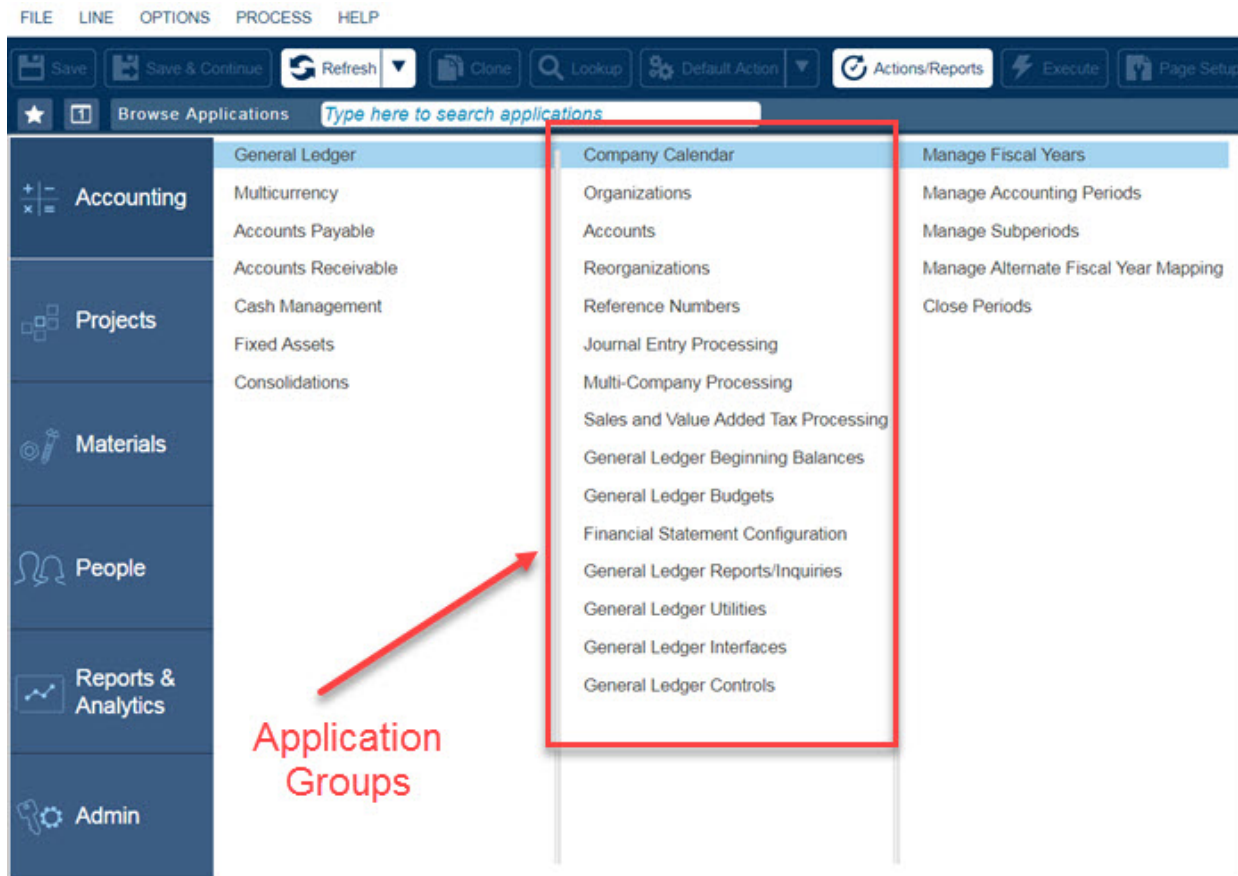 FILE LINE OPTIONS PROCESS HELP
Save Save & Continue Refresh Clone Lookup Default Action Actions/Reports Execute Page Setup
1 Browse Applications Type here to search applications
Accounting
Projects
Materials
People
Reports &
Analytics
Admin
General Ledger
Multicurrency
Accounts Payable
Accounts Receivable
Cash Management
Fixed Assets
Consolidations
Company Calendar
Organizations
Accounts
Reorganizations
Reference Numbers
Journal Entry Processing
Multi-Company Processing
Sales and Value Added Tax Processing
General Ledger Beginning Balances
General Ledger Budgets
Financial Statement Configuration
General Ledger Reports/Inquiries
General Ledger Utilities
General Ledger Interfaces
General Ledger Controls
Manage Fiscal Years
Manage Accounting Periods
Manage Subperiods
Manage Alternate Fiscal Year Mapping
Close Periods
Application
Groups